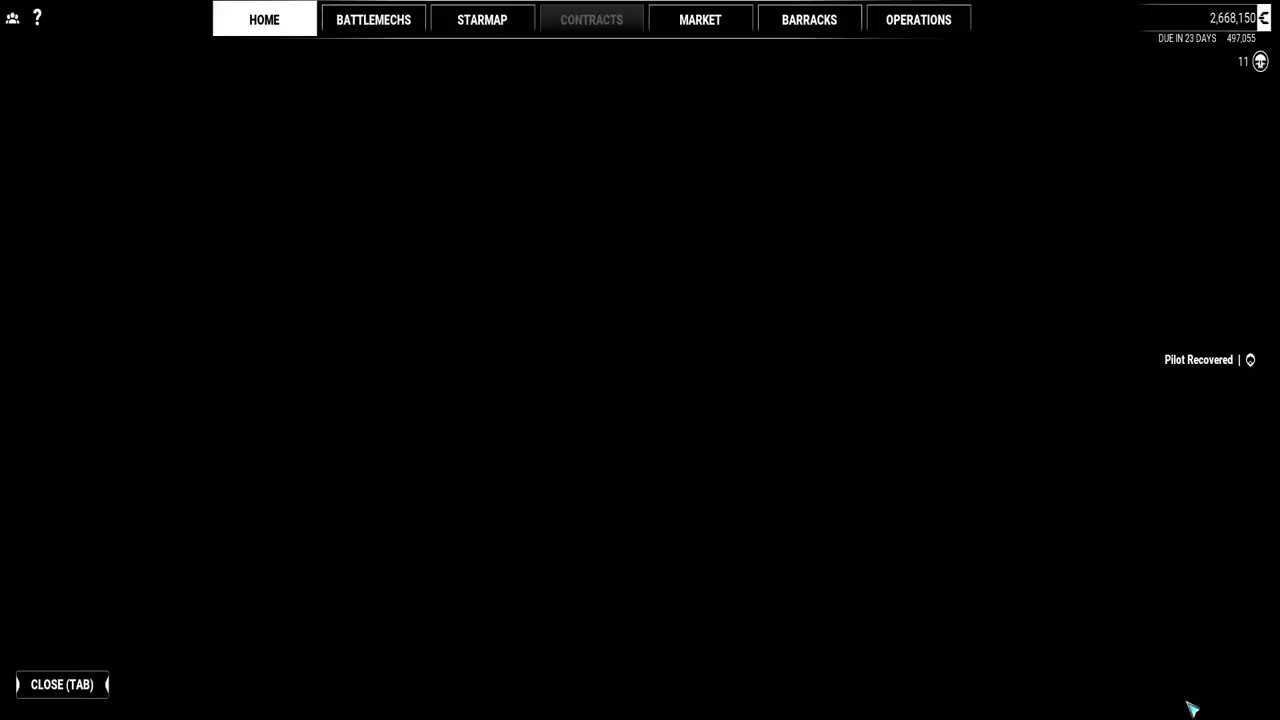 ?
HOME
BATTLEMECHS
STARMAP
CONTRACTS
MARKET
BARRACKS
OPERATIONS
2,668,150
DUE IN 23 DAYS 497,055
11
Pilot Recovered |
CLOSE (TAB)